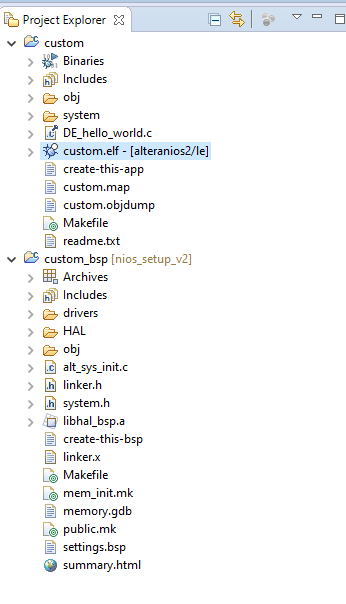 Project Explorer
custom
Binaries
Includes
obj
system
DE_hello_world.c
custom.elf - [alteranios2/le]
create-this-app
custom.map
custom.objdump
Makefile
readme.txt
custom_bsp [nios_setup_v2]
Archives
Includes
drivers
HAL
obj
alt_sys_init.c
linker.h
system.h
libhal_bsp.a
create-this-bsp
linker.x
Makefile
mem_init.mk
memory.gdb
public.mk
settings.bsp
summary.html